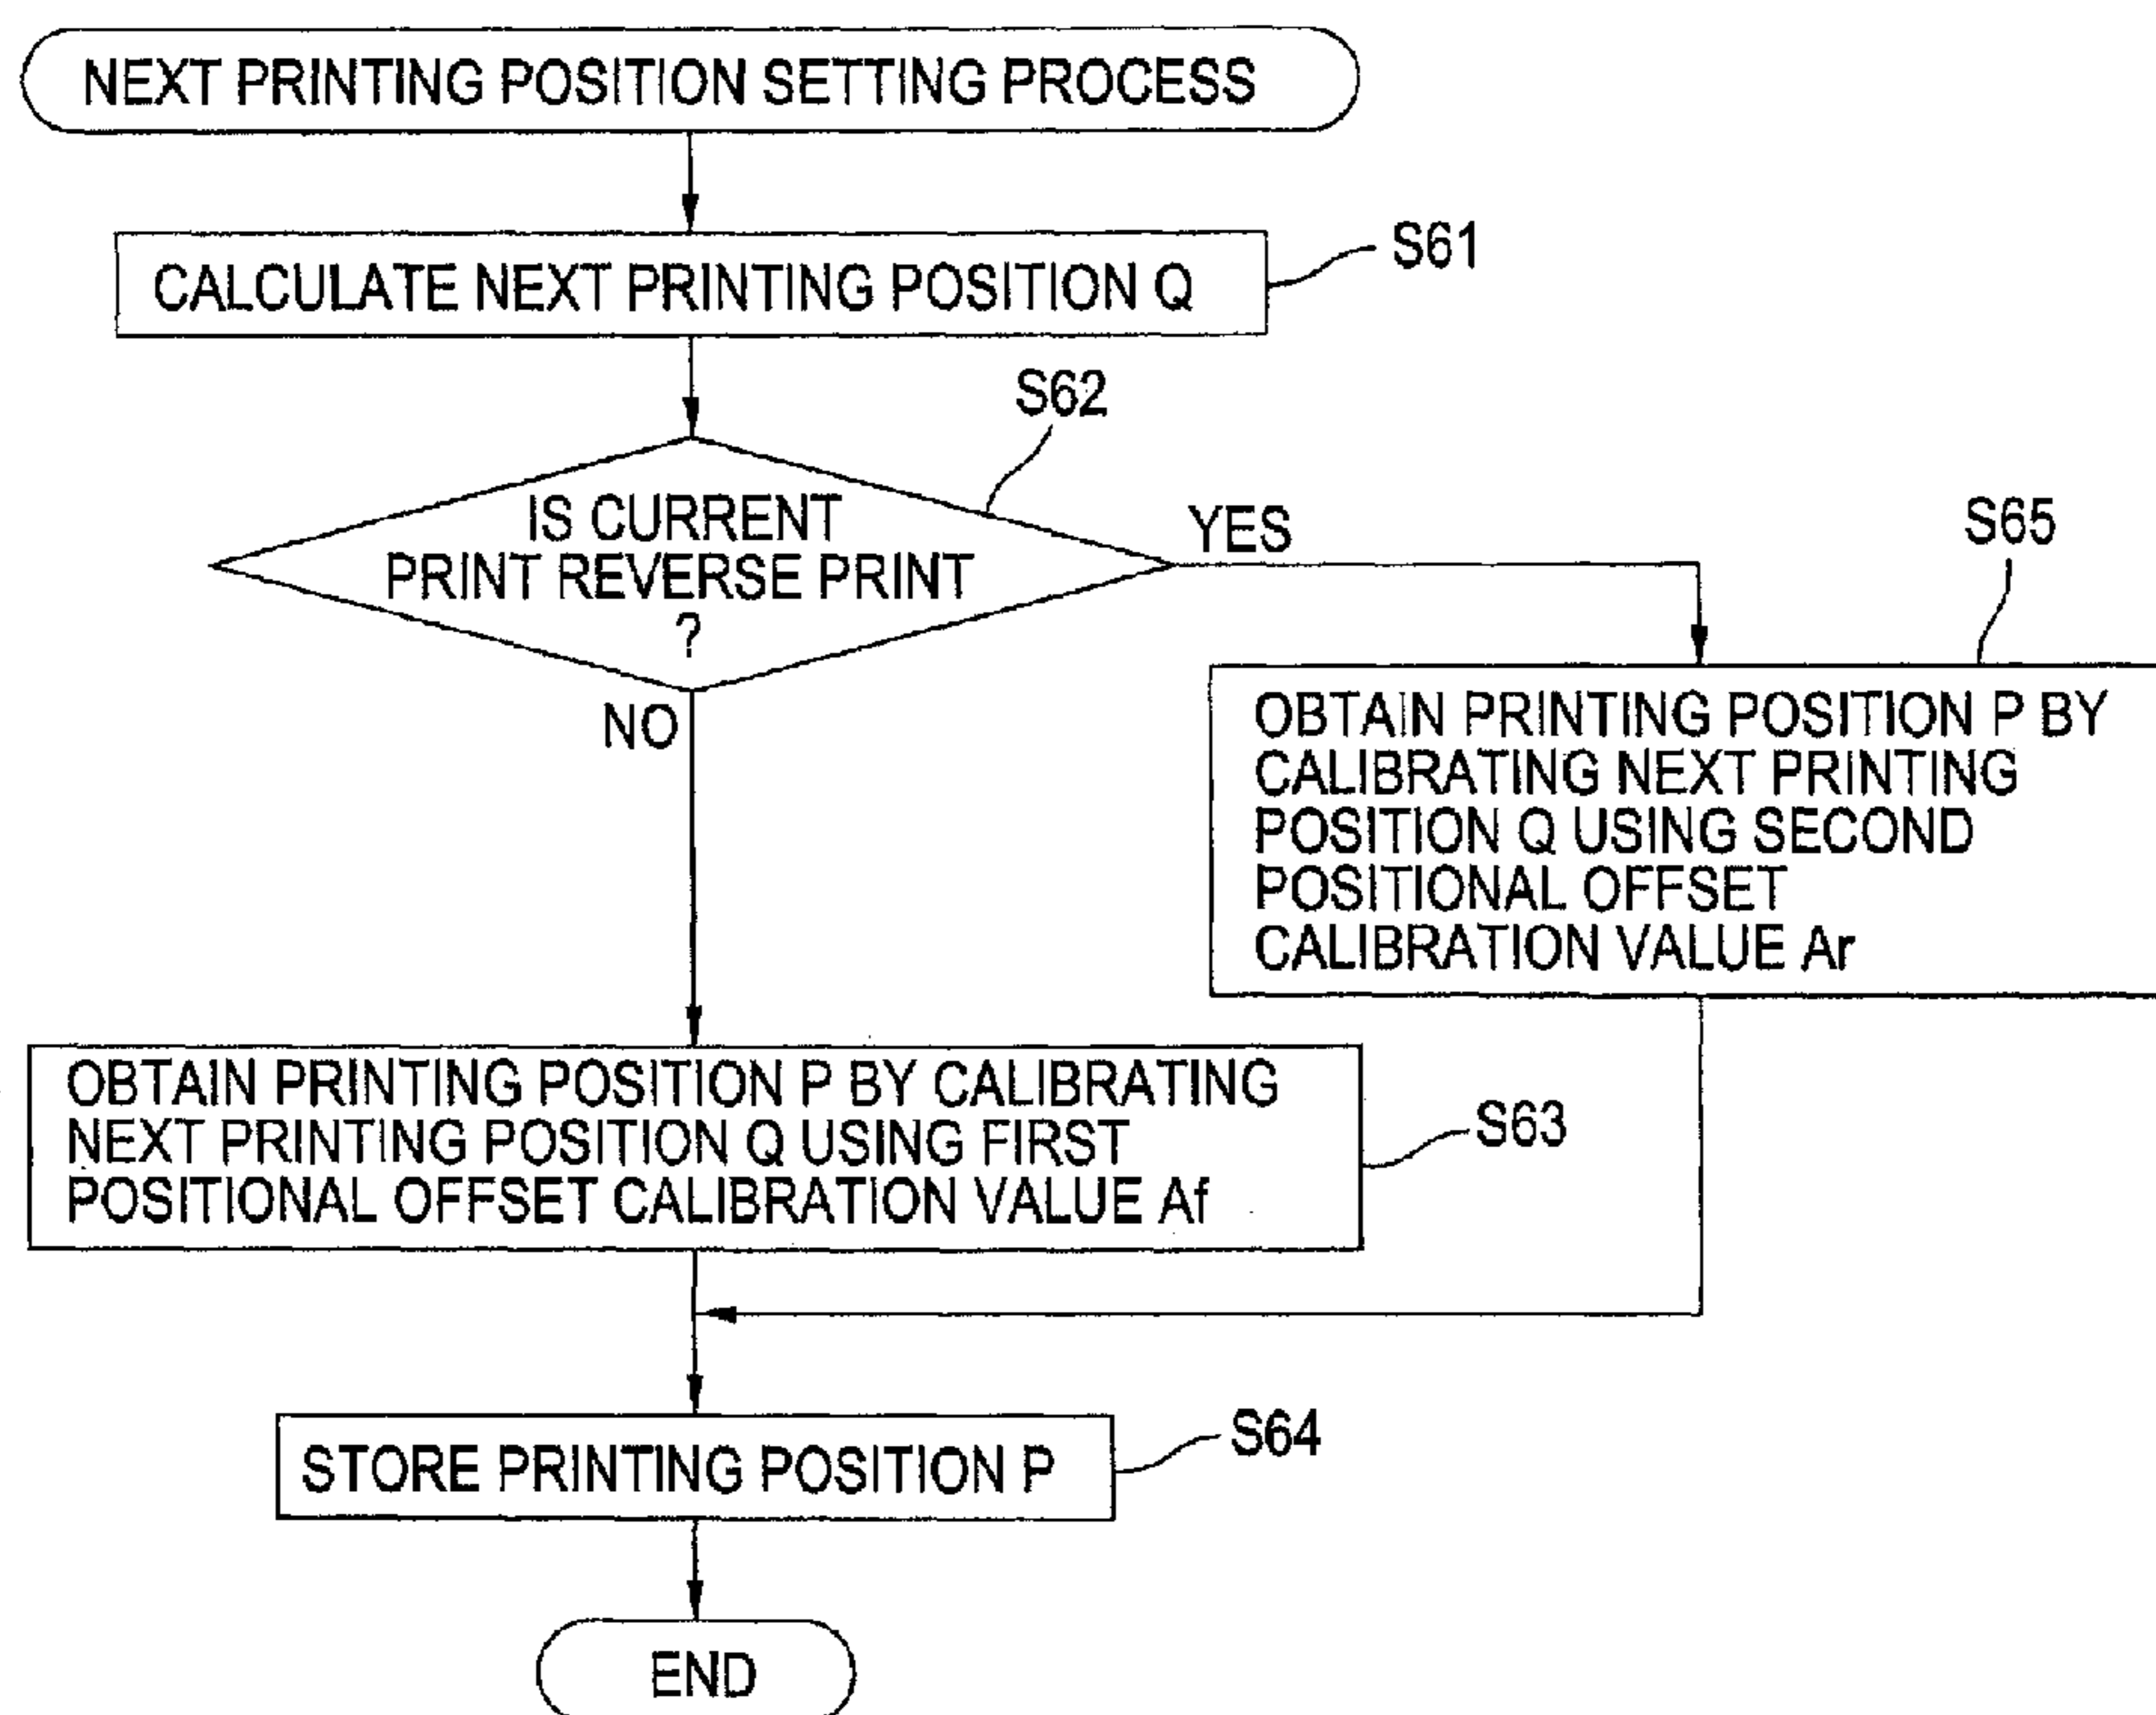 NEXT PRINTING POSITION SETTING PROCESS
CALCULATE NEXT PRINTING POSITION Q
S61
S62
IS CURRENT
PRINT REVERSE PRINT
?
YES
NO
S65
OBTAIN PRINTING POSITION P BY
CALIBRATING NEXT PRINTING
POSITION Q USING SECOND
POSITIONAL OFFSET
CALIBRATION VALUE Ar
OBTAIN PRINTING POSITION P BY CALIBRATING
NEXT PRINTING POSITION Q USING FIRST
POSITIONAL OFFSET CALIBRATION VALUE Af
S63
STORE PRINTING POSITION P
S64
END